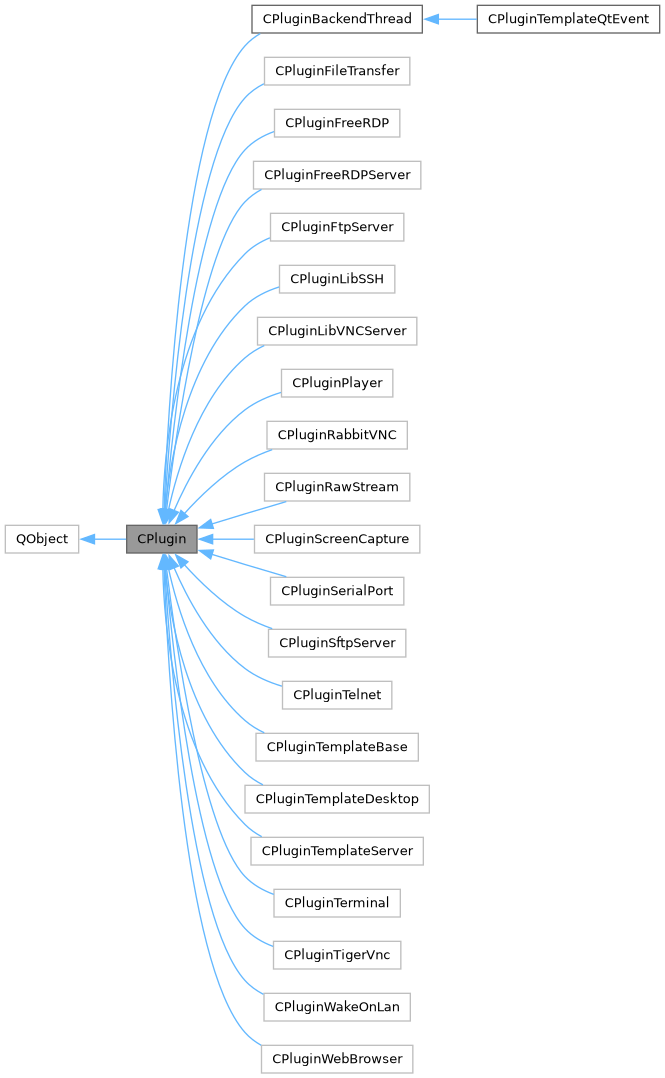 CPluginBackendThread
CPluginTemplateQtEvent
CPluginFileTransfer
CPluginFreeRDP
CPluginFreeRDPServer
CPluginFtpServer
CPluginLibSSH
CPluginLibVNCServer
CPluginPlayer
CPluginRabbitVNC
CPluginRawStream
QObject
CPlugin
CPluginScreenCapture
CPluginSerialPort
CPluginSftpServer
CPluginTelnet
CPluginTemplateBase
CPluginTemplateDesktop
CPluginTemplateServer
CPluginTerminal
CPluginTigerVnc
CPluginWakeOnLan
CPluginWebBrowser